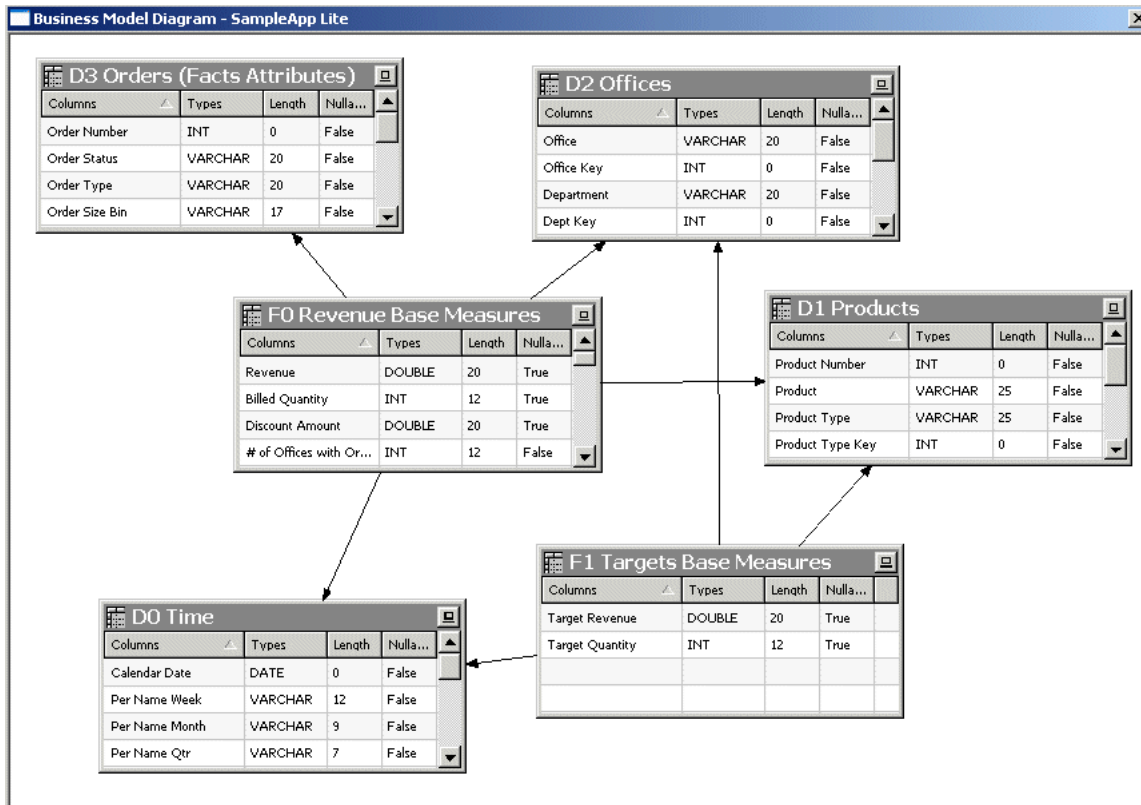 Business Model Diagram - SampleApp Lite
D3 Orders (Facts Attributes)
Columns Types Length Nulla...
Order Number INT 0 False
Order Status VARCHAR 20 False
Order Type VARCHAR 20 False
Order Size Bin VARCHAR 17 False
D2 Offices
Columns Types Length Nulla...
Office VARCHAR 20 False
Office Key INT 0 False
Department VARCHAR 20 False
Dept Key INT 0 False
F0 Revenue Base Measures
Columns Types Length Nulla...
Revenue DOUBLE 20 True
Billed Quantity INT 12 True
Discount Amount DOUBLE 20 True
# of Offices with Or... INT 12 False
D1 Products
Columns Types Length Nulla...
Product Number INT 0 False
Product VARCHAR 25 False
Product Type VARCHAR 25 False
Product Type Key INT 0 False
F1 Targets Base Measures
Columns Types Length Nulla...
Target Revenue DOUBLE 20 True
Target Quantity INT 12 True
D0 Time
Columns Types Length Nulla...
Calendar Date DATE 0 False
Per Name Week VARCHAR 12 False
Per Name Month VARCHAR 9 False
Per Name Qtr VARCHAR 7 False